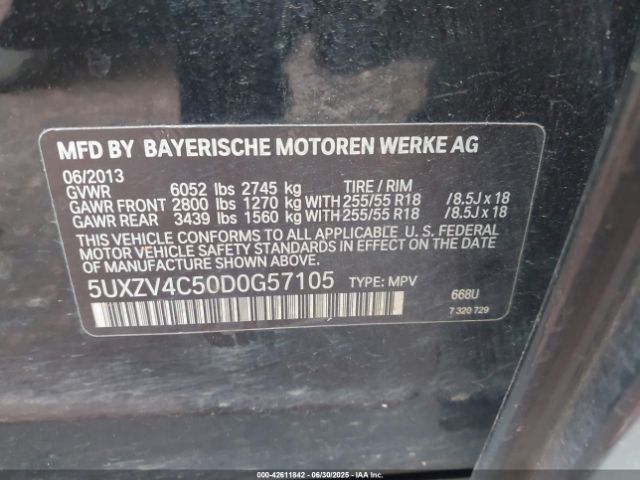 MFD BY BAYERISCHE MOTOREN WERKE AG
06/2013
GVWR 6052 lbs 2745 kg TIRE / RIM
GAWR FRONT 2800 lbs 1270 kg WITH 255/55 R18 /8.5J x 18
GAWR REAR 3439 lbs 1560 kg WITH 255/55 R18 /8.5J x 18
THIS VEHICLE CONFORMS TO ALL APPLICABLE U.S. FEDERAL
MOTOR VEHICLE SAFETY STANDARDS IN EFFECT ON THE DATE
OF MANUFACTURE SHOWN ABOVE.
5UXZV4C50D0G57105 TYPE: MPV
668U
7 320 729
000-42611842 - 06/30/2025 - IAAI.COM